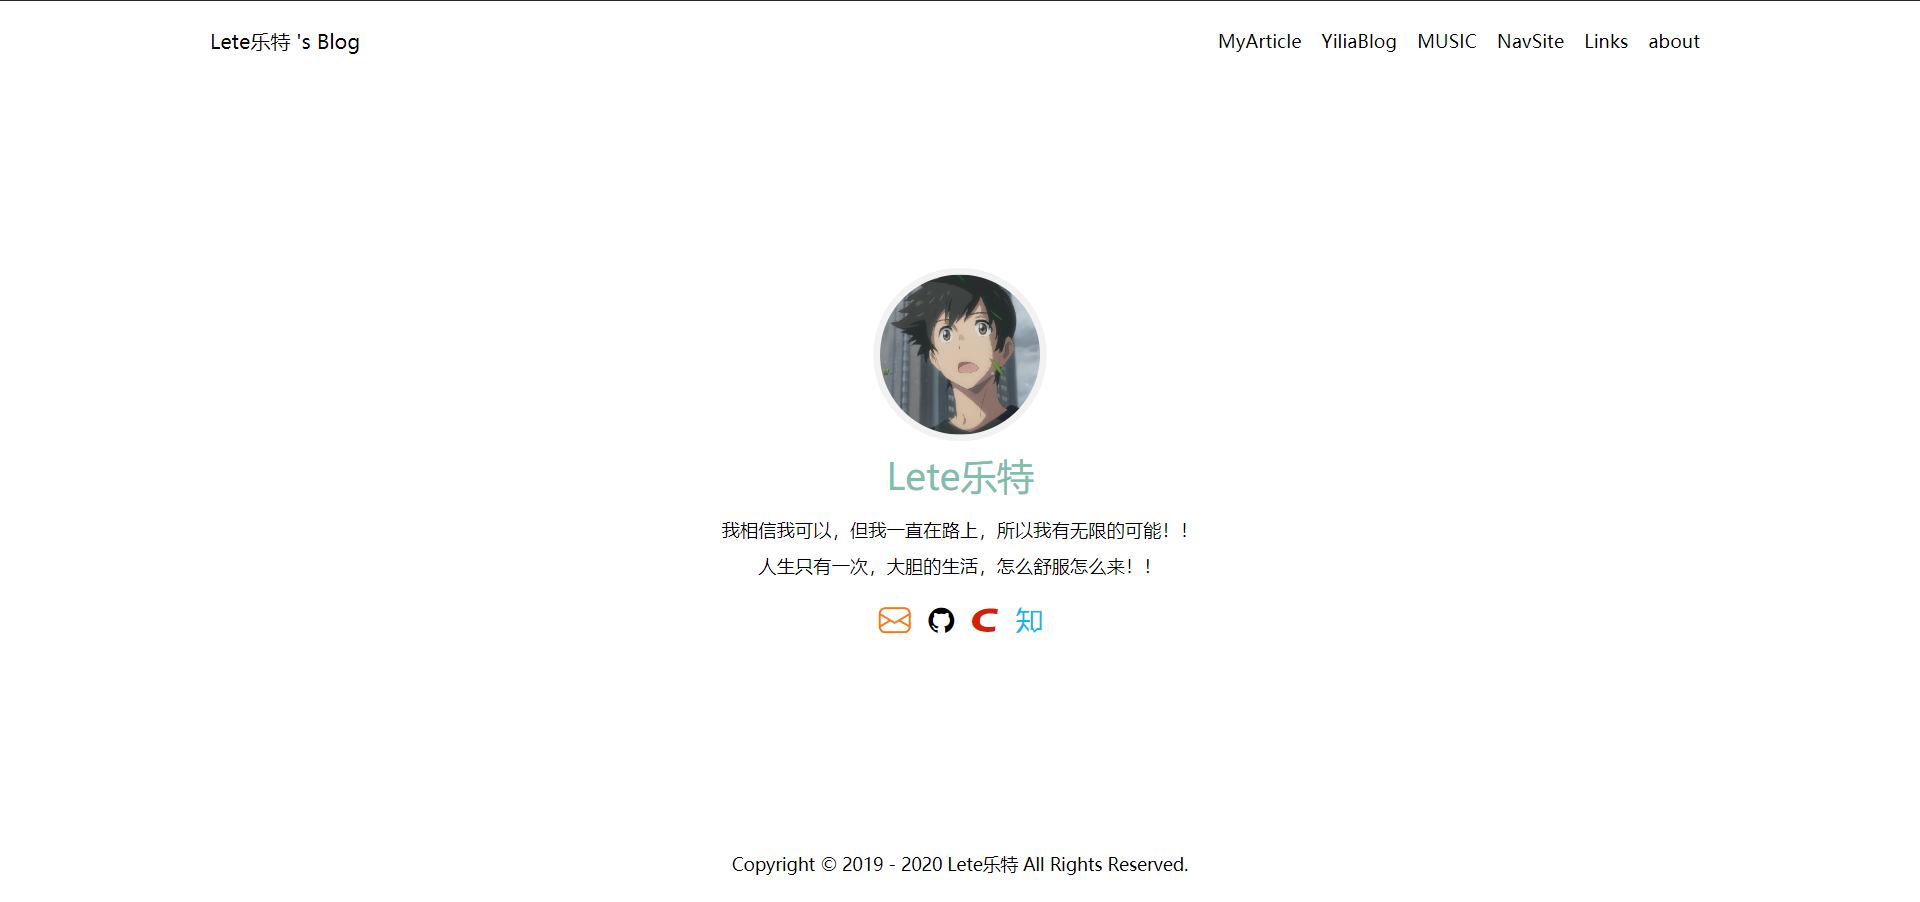 Lete乐特 's Blog
MyArticle YiliaBlog MUSIC NavSite Links about
Lete乐特
我相信我可以，但我一直在路上，所以我有无限的可能！！
人生只有一次，大胆的生活，怎么舒服怎么来！！
知
Copyright © 2019 - 2020 Lete乐特 All Rights Reserved.